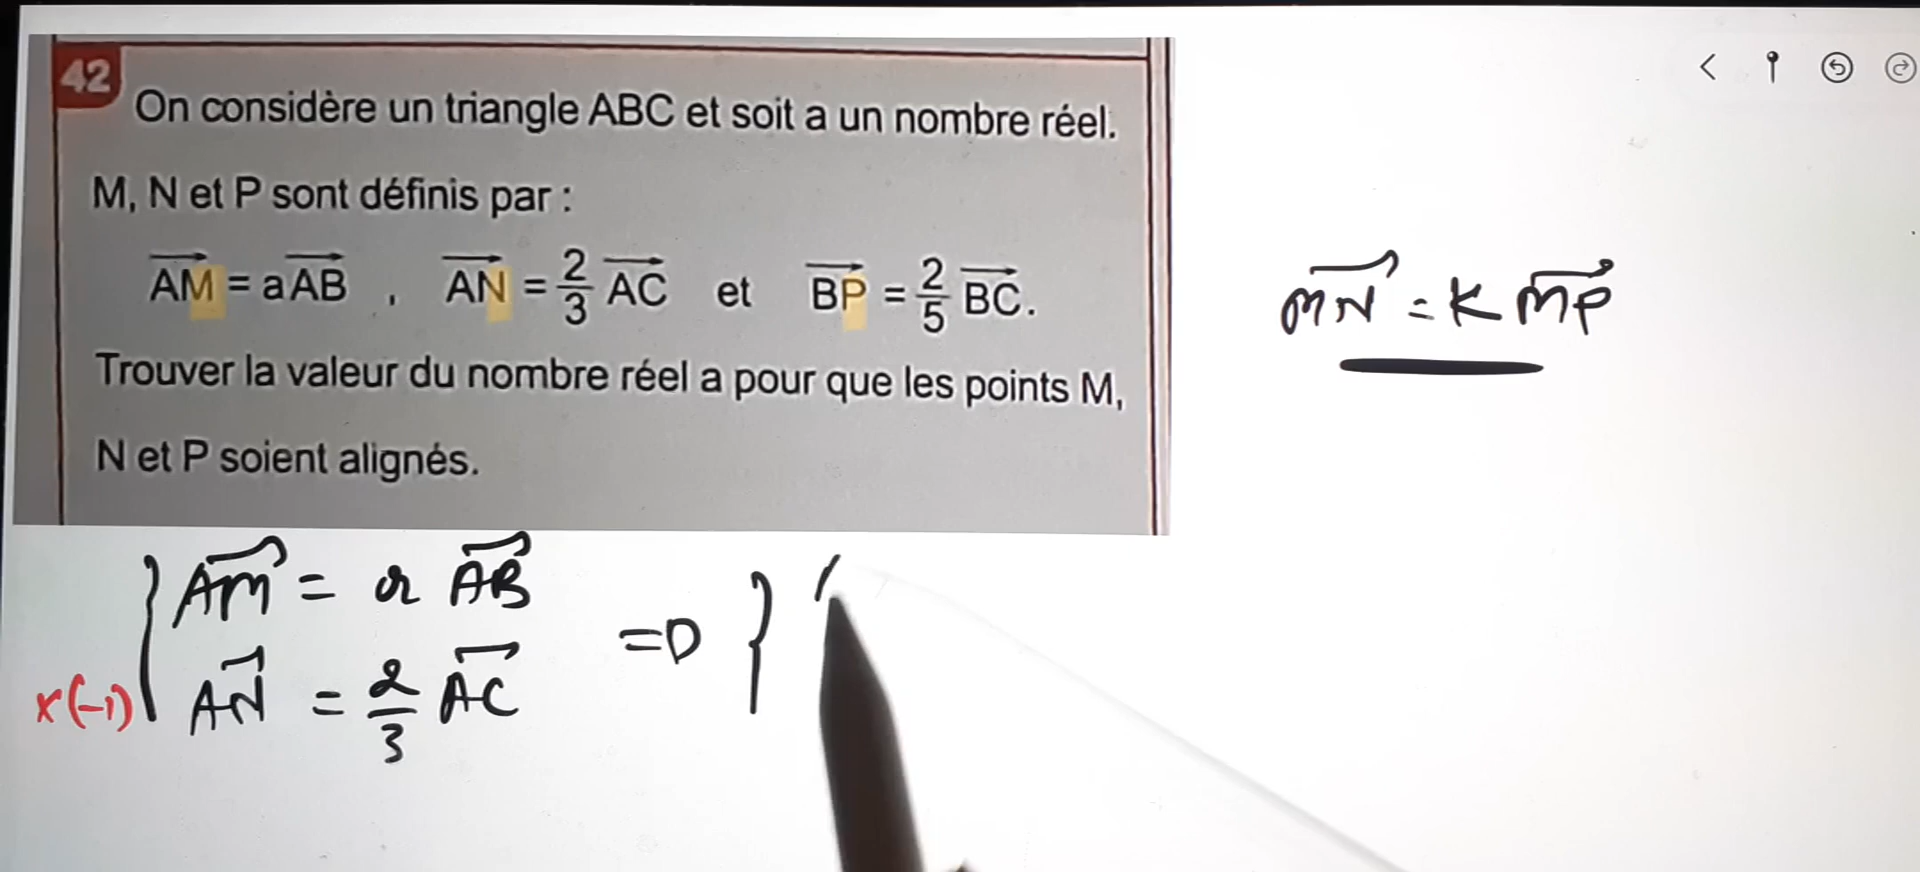 42
On considère un triangle ABC et soit a un nombre réel.
M, N et P sont définis par :
AM = aAB , AN = 2/3 AC et BP = 2/5 BC.
Trouver la valeur du nombre réel a pour que les points M,
N et P soient alignés.
MN = K MP
AM = a AB
x(-1) AN = 2/3 AC
=D